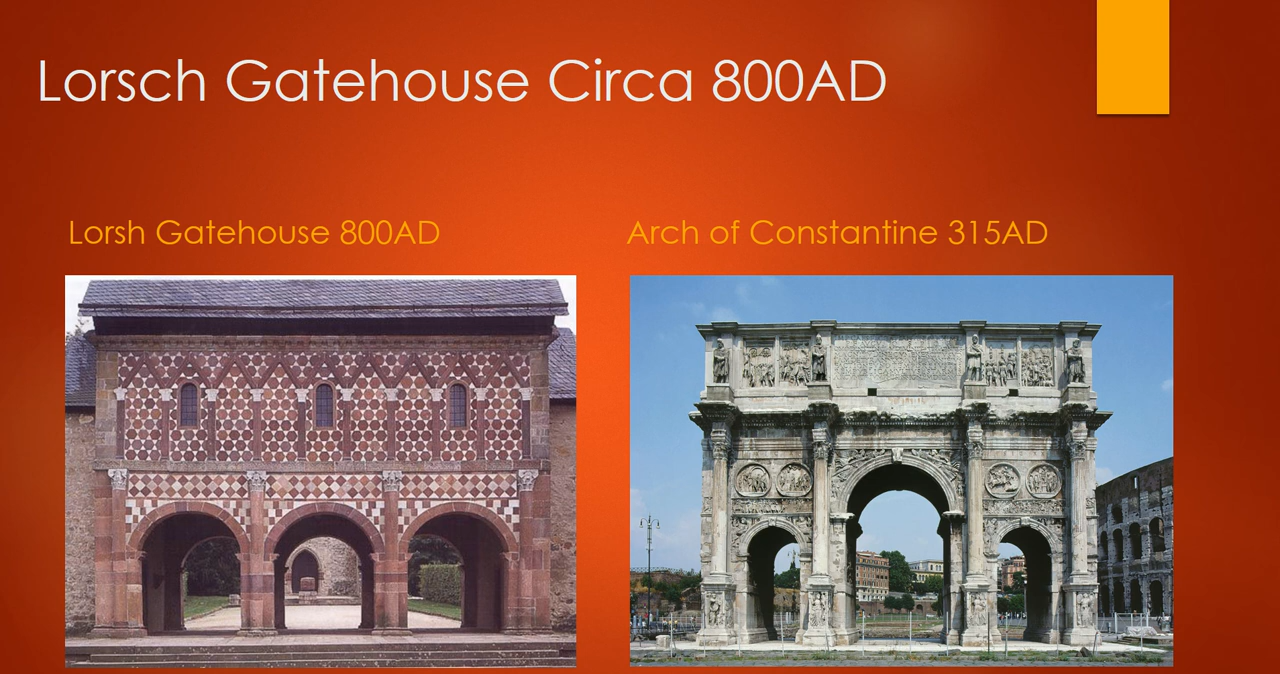 Lorsch Gatehouse Circa 800AD
Lorsh Gatehouse 800AD
Arch of Constantine 315AD